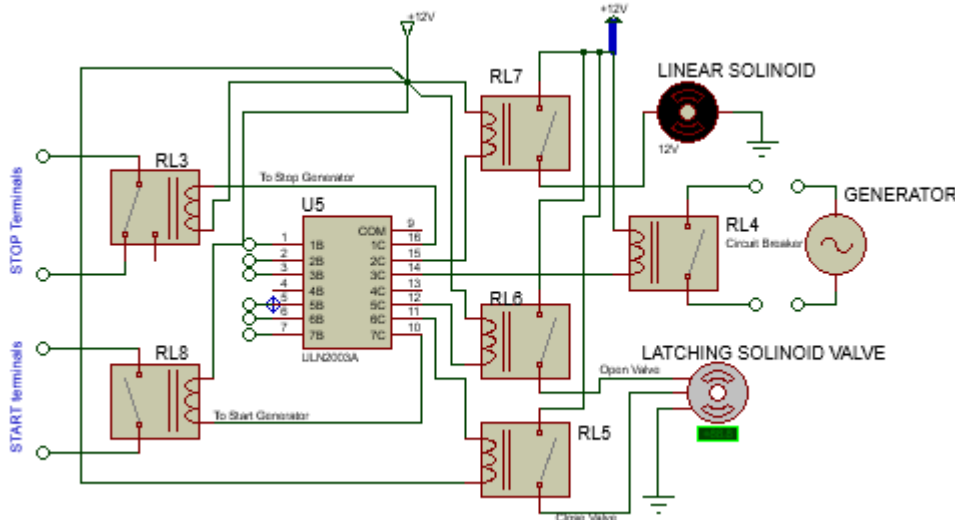 +12V
+12V
RL7
LINEAR SOLINOID
12V
RL3
To Stop Generator
STOP Terminals
U5
COM 9
1 1B 1C 16
2 2B 2C 15
3 3B 3C 14
4 4B 4C 13
5 5B 5C 12
6 6B 6C 11
7 7B 7C 10
ULN2003A
RL4
Circuit Breaker
GENERATOR
RL6
RL8
START terminals
To Start Generator
LATCHING SOLINOID VALVE
Open Valve
RL5
Close Valve